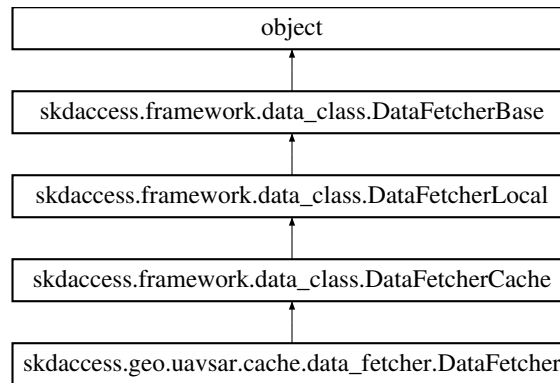 object
skdaccess.framework.data_class.DataFetcherBase
skdaccess.framework.data_class.DataFetcherLocal
skdaccess.framework.data_class.DataFetcherCache
skdaccess.geo.uavsar.cache.data_fetcher.DataFetcher